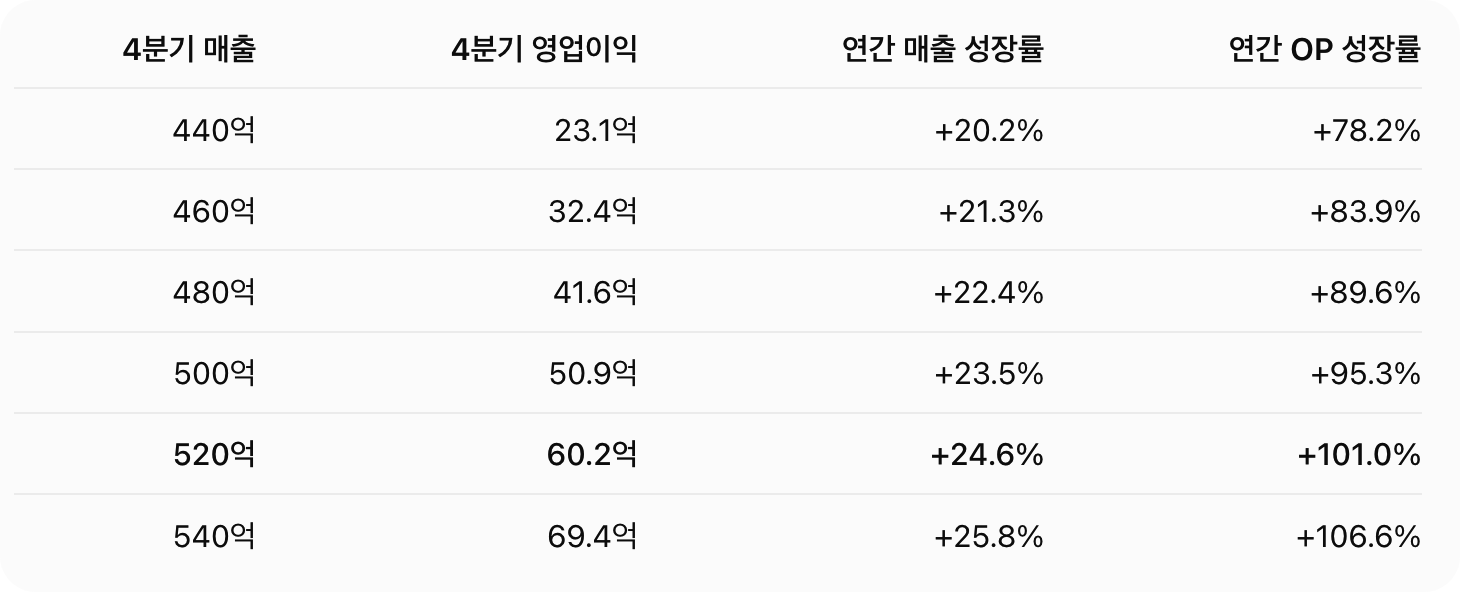 4분기 매출 4분기 영업이익 연간 매출 성장률 연간 OP 성장률
440억 23.1억 +20.2% +78.2%
460억 32.4억 +21.3% +83.9%
480억 41.6억 +22.4% +89.6%
500억 50.9억 +23.5% +95.3%
520억 60.2억 +24.6% +101.0%
540억 69.4억 +25.8% +106.6%